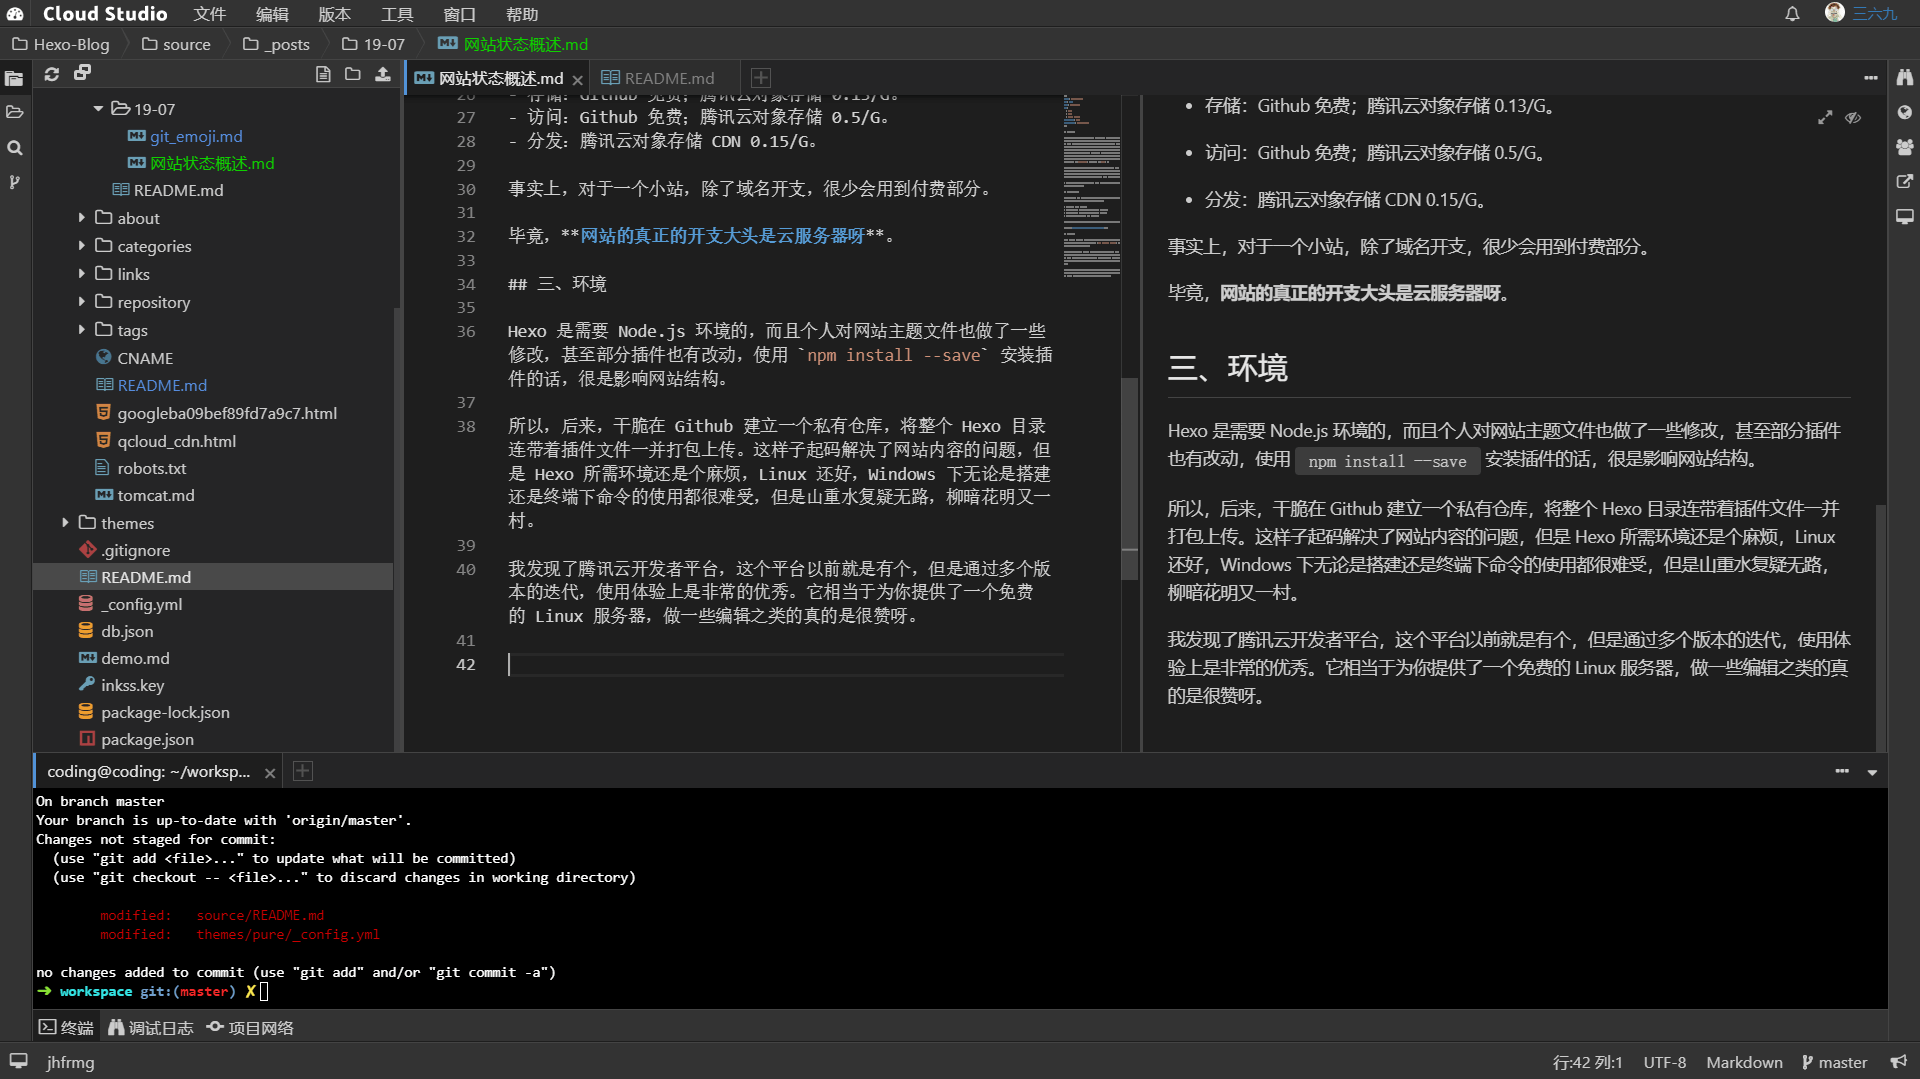 Cloud Studio 文件 编辑 版本 工具 窗口 帮助 三六九
Hexo-Blog source _posts 19-07 网站状态概述.md
网站状态概述.md README.md
19-07
git_emoji.md
网站状态概述.md
README.md
about
categories
links
repository
tags
CNAME
README.md
googleba09bef89fd7a9c7.html
qcloud_cdn.html
robots.txt
tomcat.md
themes
.gitignore
README.md
_config.yml
db.json
demo.md
inkss.key
package-lock.json
package.json
26 - 存储：Github 免费；腾讯云对象存储 0.13/G。
27 - 访问：Github 免费；腾讯云对象存储 0.5/G。
28 - 分发：腾讯云对象存储 CDN 0.15/G。
29
30 事实上，对于一个小站，除了域名开支，很少会用到付费部分。
31
32 毕竟，**网站的真正的开支大头是云服务器呀**。
33
34 ## 三、环境
35
36 Hexo 是需要 Node.js 环境的，而且个人对网站主题文件也做了一些
修改，甚至部分插件也有改动，使用 `npm install --save` 安装插
件的话，很是影响网站结构。
37
38 所以，后来，干脆在 Github 建立一个私有仓库，将整个 Hexo 目录
连带着插件文件一并打包上传。这样子起码解决了网站内容的问题，但
是 Hexo 所需环境还是个麻烦，Linux 还好，Windows 下无论是搭建
还是终端下命令的使用都很难受，但是山重水复疑无路，柳暗花明又一
村。
39
40 我发现了腾讯云开发者平台，这个平台以前就是有个，但是通过多个版
本的迭代，使用体验上是非常的优秀。它相当于为你提供了一个免费
的 Linux 服务器，做一些编辑之类的真的是很赞呀。
41
42
• 存储：Github 免费；腾讯云对象存储 0.13/G。
• 访问：Github 免费；腾讯云对象存储 0.5/G。
• 分发：腾讯云对象存储 CDN 0.15/G。
事实上，对于一个小站，除了域名开支，很少会用到付费部分。
毕竟，网站的真正的开支大头是云服务器呀。
三、环境
Hexo 是需要 Node.js 环境的，而且个人对网站主题文件也做了一些修改，甚至部分插件
也有改动，使用 npm install --save 安装插件的话，很是影响网站结构。
所以，后来，干脆在 Github 建立一个私有仓库，将整个 Hexo 目录连带着插件文件一并
打包上传。这样子起码解决了网站内容的问题，但是 Hexo 所需环境还是个麻烦，Linux
还好，Windows 下无论是搭建还是终端下命令的使用都很难受，但是山重水复疑无路，
柳暗花明又一村。
我发现了腾讯云开发者平台，这个平台以前就是有个，但是通过多个版本的迭代，使用体
验上是非常的优秀。它相当于为你提供了一个免费的 Linux 服务器，做一些编辑之类的真
的是很赞呀。
coding@coding: ~/worksp...
On branch master
Your branch is up-to-date with 'origin/master'.
Changes not staged for commit:
(use "git add <file>..." to update what will be committed)
(use "git checkout -- <file>..." to discard changes in working directory)
modified: source/README.md
modified: themes/pure/_config.yml
no changes added to commit (use "git add" and/or "git commit -a")
➜ workspace git:(master) ✗
终端 调试日志 项目网络
jhfrmg 行:42 列:1 UTF-8 Markdown master